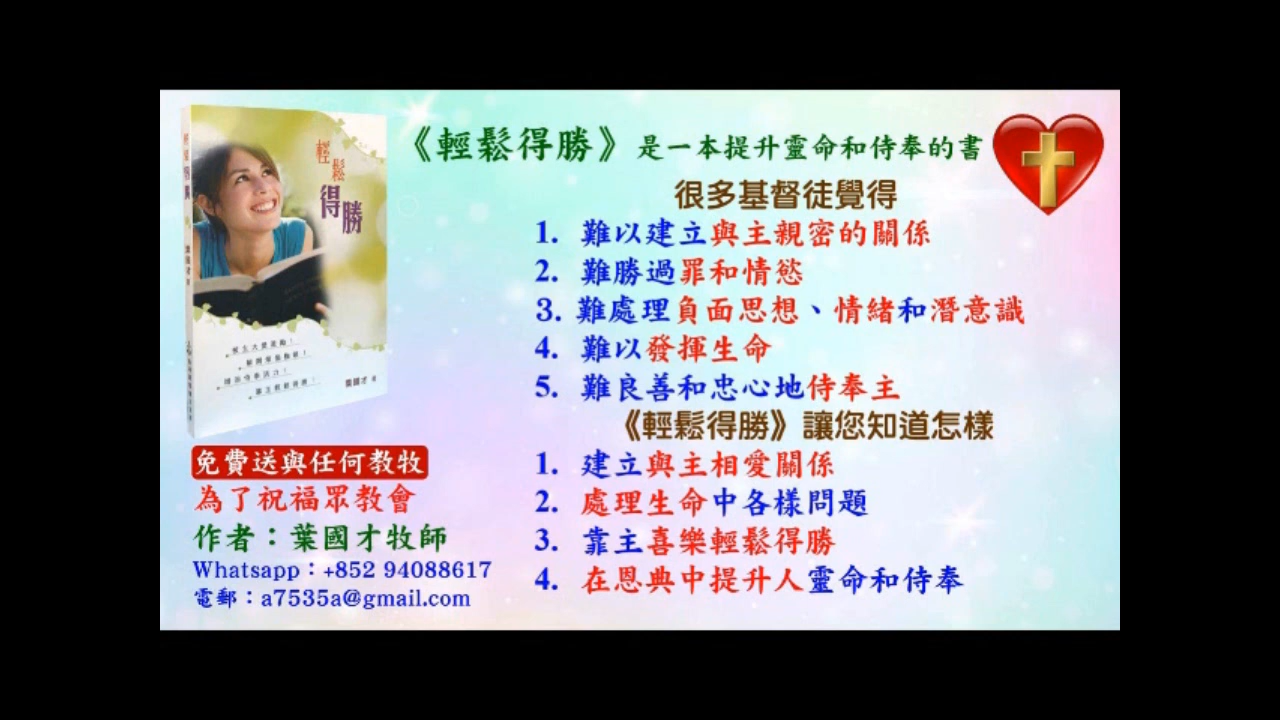 《輕鬆得勝》是一本提升靈命和侍奉的書
很多基督徒覺得
1. 難以建立與主親密的關係
2. 難勝過罪和情慾
3. 難處理負面思想、情緒和潛意識
4. 難以發揮生命
5. 難良善和忠心地侍奉主
《輕鬆得勝》讓您知道怎樣
1. 建立與主相愛關係
2. 處理生命中各樣問題
3. 靠主喜樂輕鬆得勝
4. 在恩典中提升人靈命和侍奉
輕鬆
得勝
葉國才 著
免費送與任何教牧
為了祝福眾教會
作者：葉國才牧師
Whatsapp：+852 94088617
電郵：a7535a@gmail.com